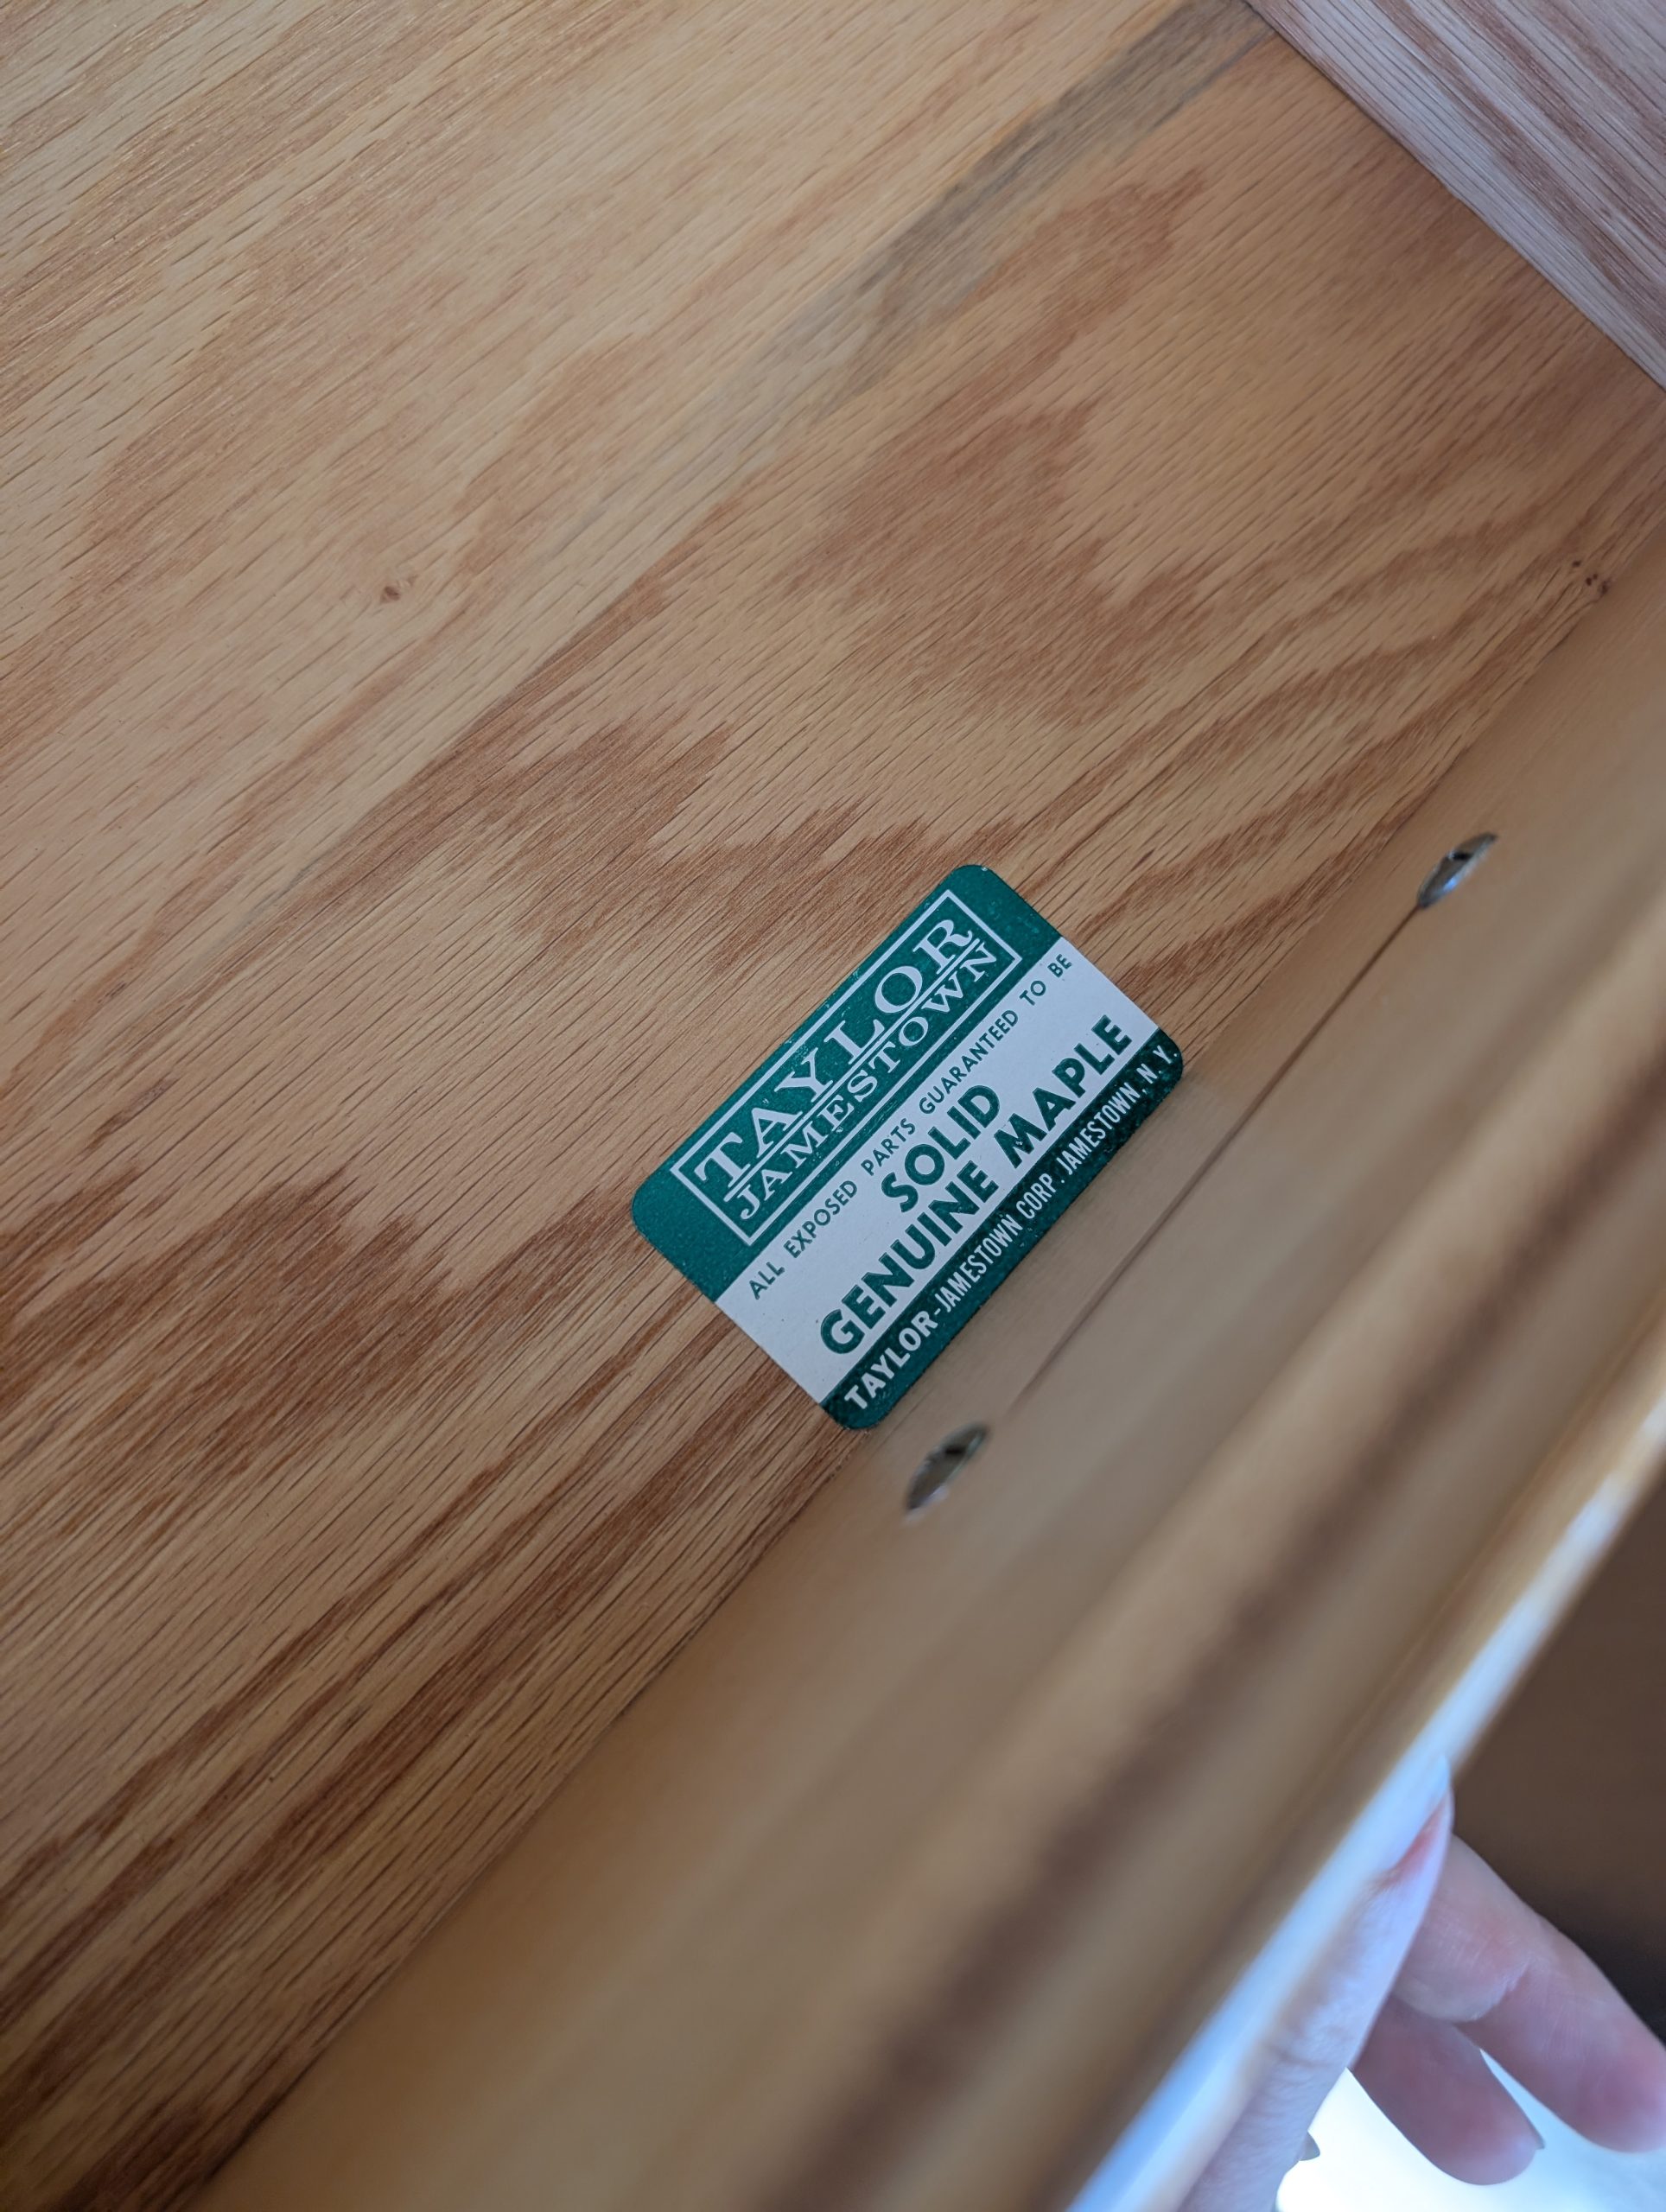 TAYLOR
JAMESTOWN
ALL EXPOSED PARTS GUARANTEED TO BE
SOLID
GENUINE MAPLE
TAYLOR-JAMESTOWN CORP. JAMESTOWN, N. Y.